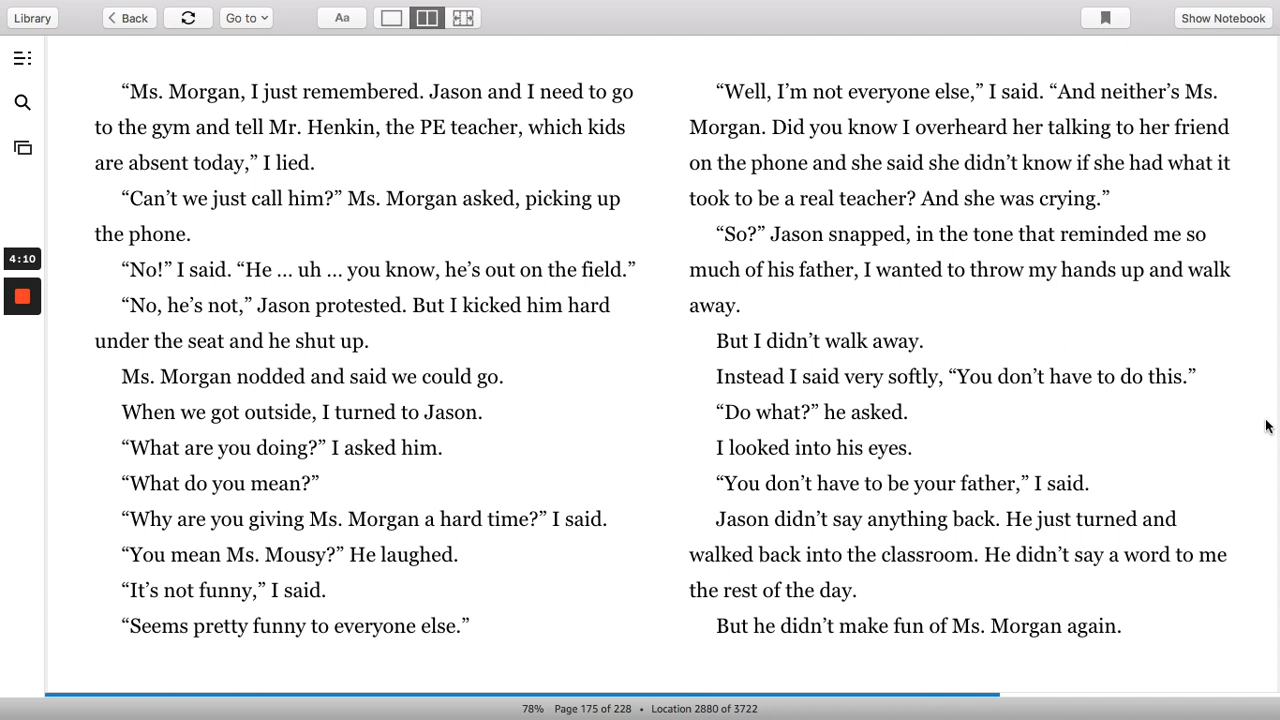 Library
Back
Go to
Aa
Show Notebook
“Ms. Morgan, I just remembered. Jason and I need to go
to the gym and tell Mr. Henkin, the PE teacher, which kids
are absent today,” I lied.
“Can’t we just call him?” Ms. Morgan asked, picking up
the phone.
“No!” I said. “He ... uh ... you know, he’s out on the field.”
“No, he’s not,” Jason protested. But I kicked him hard
under the seat and he shut up.
Ms. Morgan nodded and said we could go.
When we got outside, I turned to Jason.
“What are you doing?” I asked him.
“What do you mean?”
“Why are you giving Ms. Morgan a hard time?” I said.
“You mean Ms. Mousy?” He laughed.
“It’s not funny,” I said.
“Seems pretty funny to everyone else.”
“Well, I’m not everyone else,” I said. “And neither’s Ms.
Morgan. Did you know I overheard her talking to her friend
on the phone and she said she didn’t know if she had what it
took to be a real teacher? And she was crying.”
“So?” Jason snapped, in the tone that reminded me so
much of his father, I wanted to throw my hands up and walk
away.
But I didn’t walk away.
Instead I said very softly, “You don’t have to do this.”
“Do what?” he asked.
I looked into his eyes.
“You don’t have to be your father,” I said.
Jason didn’t say anything back. He just turned and
walked back into the classroom. He didn’t say a word to me
the rest of the day.
But he didn’t make fun of Ms. Morgan again.
4:10
78% Page 175 of 228 • Location 2880 of 3722